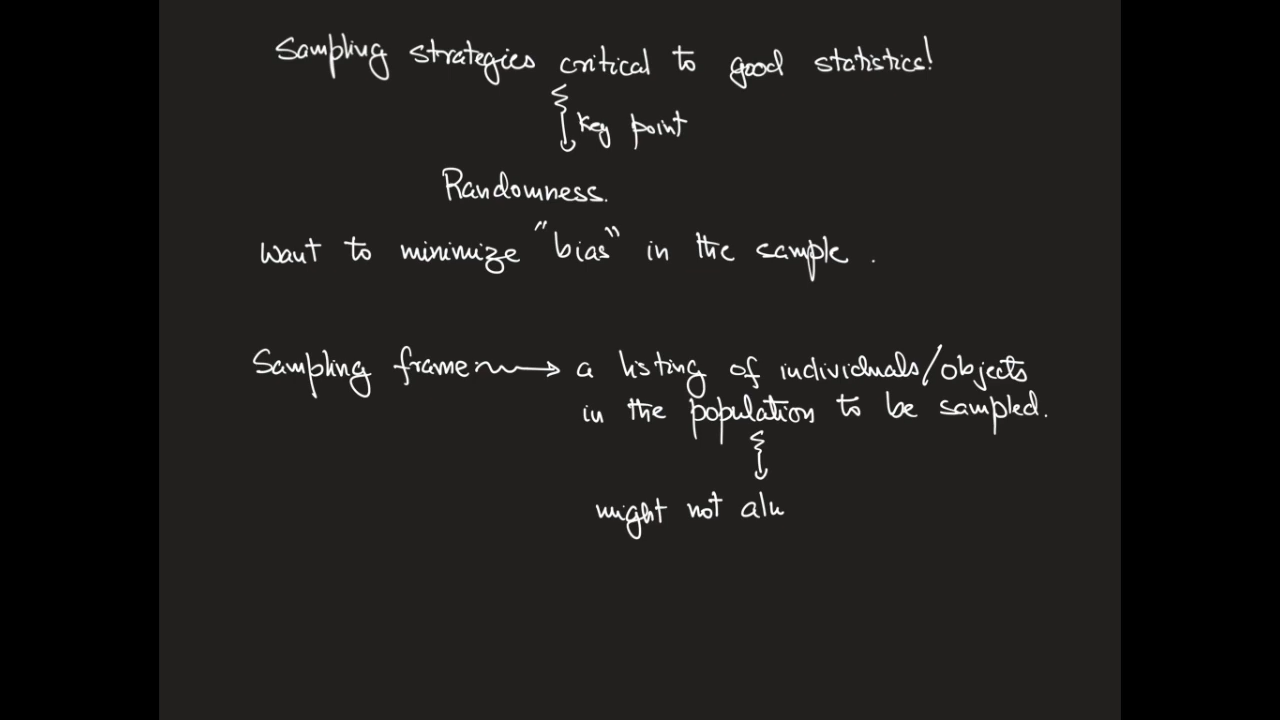 Sampling strategies critical to good statistics!
key point
Randomness.
want to minimize "bias" in the sample.
Sampling frame: → a listing of individuals/objects
in the population to be sampled.
might not alw